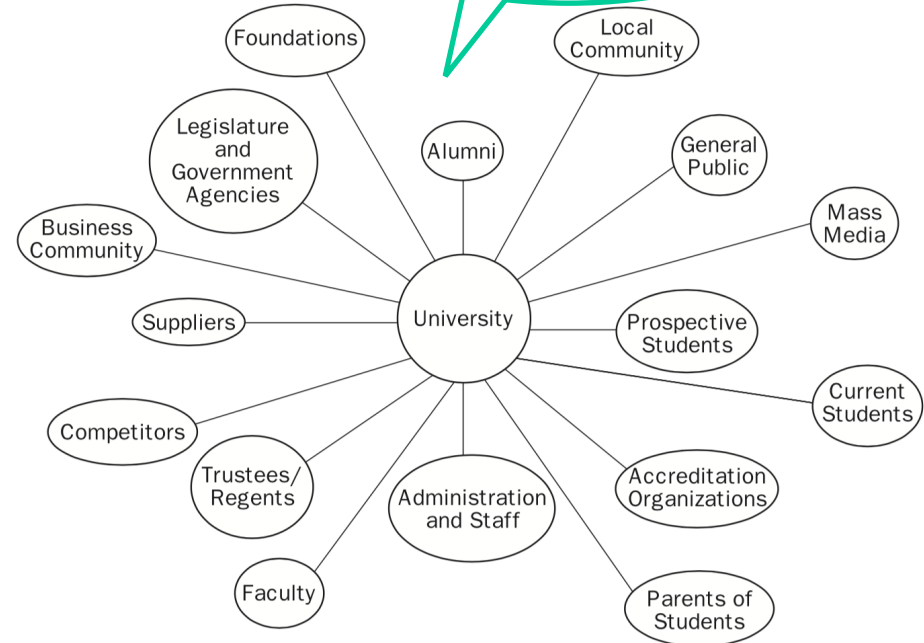 Foundations
Local
Community
Legislature
and
Government
Agencies
Alumni
General
Public
Business
Community
Mass
Media
Suppliers
University
Prospective
Students
Competitors
Current
Students
Trustees/
Regents
Administration
and Staff
Accreditation
Organizations
Faculty
Parents of
Students